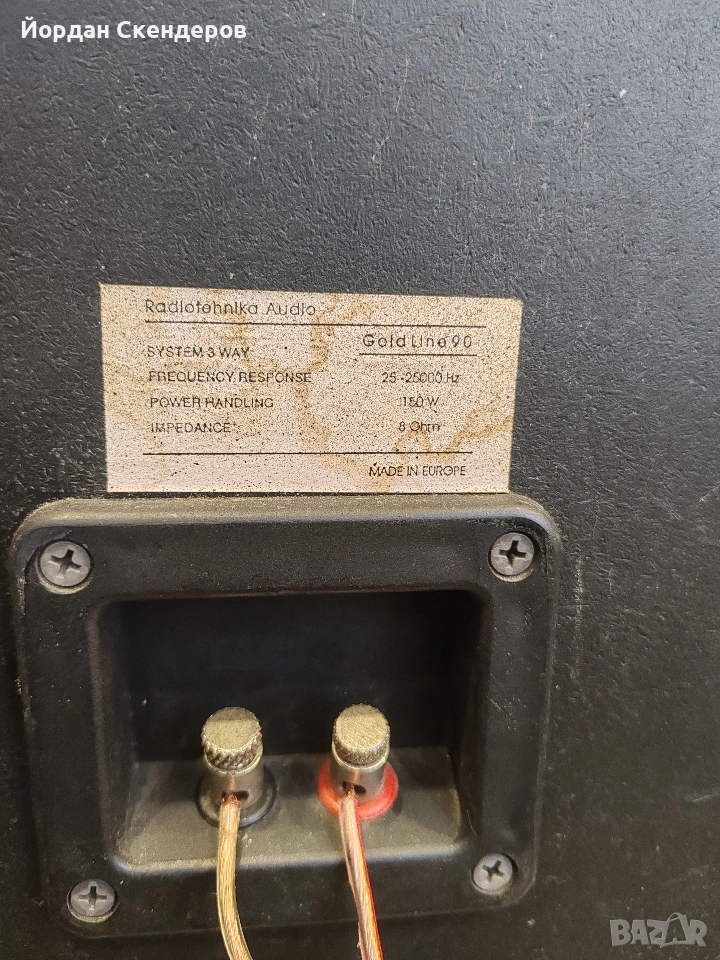 Йордан Скендеров
Radiotehnika Audio
Gold Line 90
SYSTEM 3 WAY
FREQUENCY RESPONSE 25-25000 Hz
POWER HANDLING 150 W
IMPEDANCE 8 Ohm
MADE IN EUROPE
BAZAR